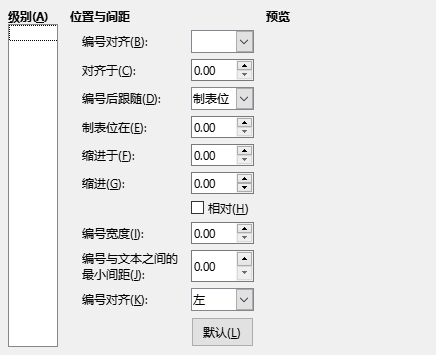 级别(A) 位置与间距 预览
编号对齐(B):
对齐于(C): 0.00
编号后跟随(D): 制表位
制表位在(E): 0.00
缩进于(F): 0.00
缩进(G): 0.00
相对(H)
编号宽度(I): 0.00
编号与文本之间的
最小间距(J): 0.00
编号对齐(K): 左
默认(L)